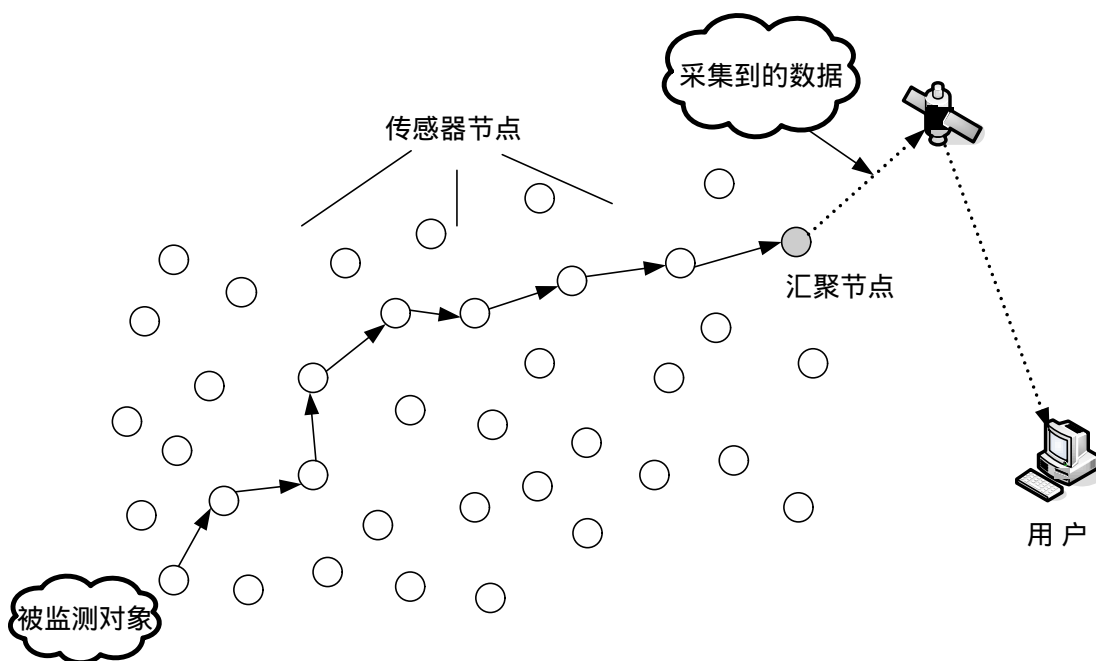 采集到的数据
传感器节点
汇聚节点
用 户
被监测对象